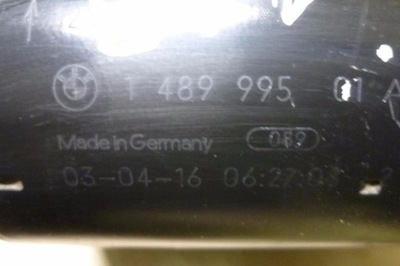 1 489 995 01 A
Made in Germany 089
03-04-16 06:27:03